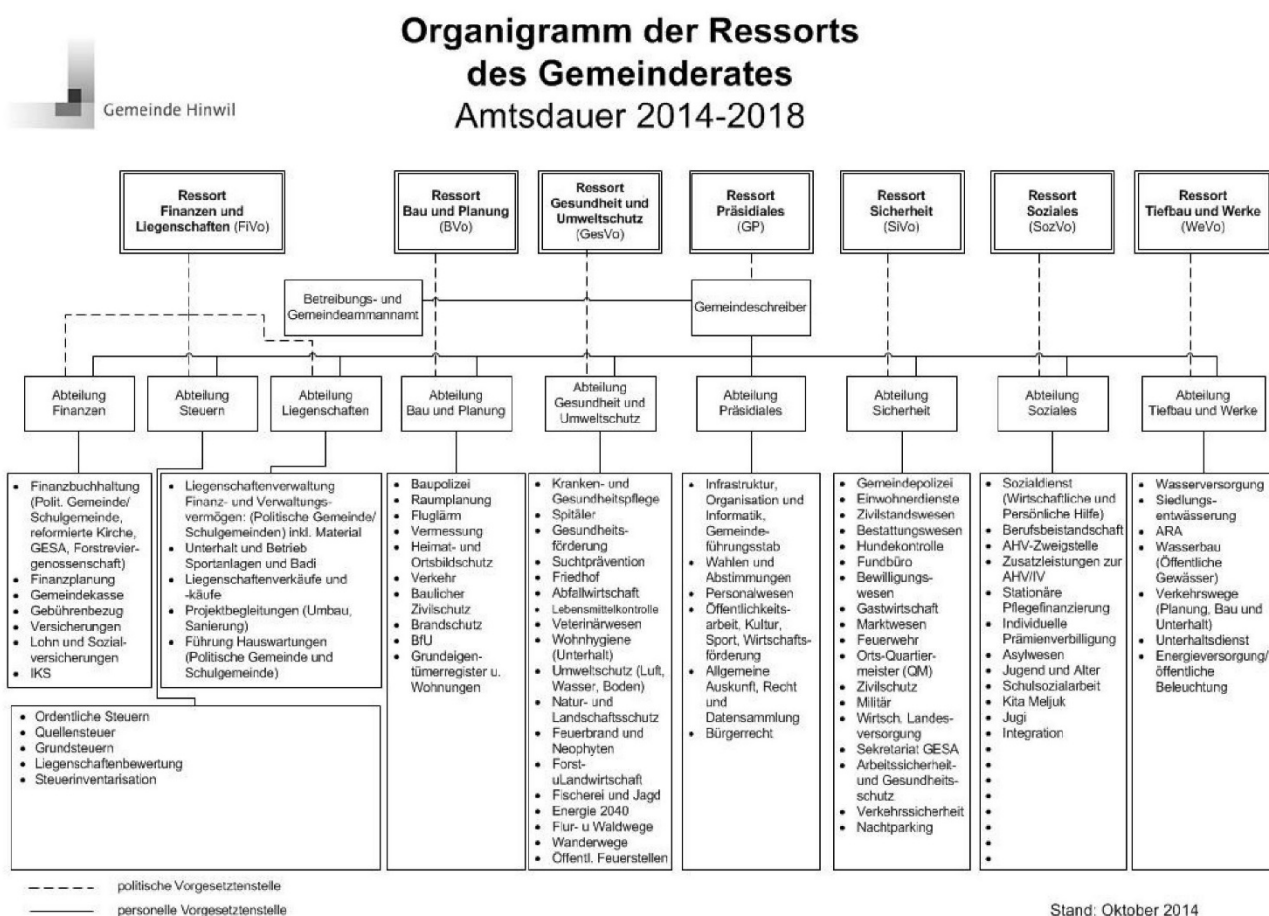 Organigramm der Ressorts
des Gemeinderates
Amtsdauer 2014-2018
Gemeinde Hinwil
Ressort
Finanzen und
Liegenschaften (FiVo)
Ressort
Bau und Planung
(BVo)
Ressort
Gesundheit und
Umweltschutz
(GesVo)
Ressort
Präsidiales
(GP)
Ressort
Sicherheit
(SiVo)
Ressort
Soziales
(SozVo)
Ressort
Tiefbau und Werke
(WeVo)
Betreibungs- und
Gemeindeammannamt
Gemeindeschreiber
Abteilung
Finanzen
Abteilung
Steuern
Abteilung
Liegenschaften
Abteilung
Bau und Planung
Abteilung
Gesundheit und
Umweltschutz
Abteilung
Präsidiales
Abteilung
Sicherheit
Abteilung
Soziales
Abteilung
Tiefbau und Werke
• Finanzbuchhaltung
(Polit. Gemeinde/
Schulgemeinde,
reformierte Kirche,
GESA, Forstrevier-
genossenschaft)
• Finanzplanung
• Gemeindekasse
• Gebührenbezug
• Versicherungen
• Lohn und Sozial-
versicherungen
• IKS
• Liegenschaftenverwaltung
Finanz- und Verwaltungs-
vermögen: (Politische Gemeinde/
Schulgemeinden) inkl. Material
• Unterhalt und Betrieb
Sportanlagen und Badi
• Liegenschaftenverkäufe und
-käufe
• Projektbegleitungen (Umbau,
Sanierung)
• Führung Hauswartungen
(Politische Gemeinde und
Schulgemeinde)
• Ordentliche Steuern
• Quellensteuer
• Grundsteuern
• Liegenschaftenbewertung
• Steuerinventarisation
• Baupolizei
• Raumplanung
• Fluglärm
• Vermessung
• Heimat- und
Ortsbildschutz
• Verkehr
• Baulicher
Zivilschutz
• Brandschutz
• BfU
• Grundeigen-
tümerregister u.
Wohnungen
• Kranken- und
Gesundheitspflege
• Spitäler
• Gesundheits-
förderung
• Suchtprävention
• Friedhof
• Abfallwirtschaft
• Lebensmittelkontrolle
• Veterinärwesen
• Wohnhygiene
(Unterhalt)
• Umweltschutz (Luft,
Wasser, Boden)
• Natur- und
Landschaftsschutz
• Feuerbrand und
Neophyten
• Forst-
uLandwirtschaft
• Fischerei und Jagd
• Energie 2040
• Flur- u Waldwege
• Wanderwege
• Öffentl. Feuerstellen
• Infrastruktur,
Organisation und
Informatik,
Gemeinde-
führungsstab
• Wahlen und
Abstimmungen
• Personalwesen
• Öffentlichkeits-
arbeit, Kultur,
Sport, Wirtschafts-
förderung
• Allgemeine
Auskunft, Recht
und
Datensammlung
• Bürgerrecht
• Gemeindepolizei
• Einwohnerdienste
• Zivilstandswesen
• Bestattungswesen
• Hundekontrolle
• Fundbüro
• Bewilligungs-
wesen
• Gastwirtschaft
• Marktwesen
• Feuerwehr
• Orts-Quartier-
meister (QM)
• Zivilschutz
• Militär
• Wirtsch. Landes-
versorgung
• Sekretariat GESA
• Arbeitssicherheit-
und Gesundheits-
schutz
• Verkehrssicherheit
• Nachtparking
• Sozialdienst
(Wirtschaftliche und
Persönliche Hilfe)
• Berufsbeistandschaft
• AHV-Zweigstelle
• Zusatzleistungen zur
AHV/IV
• Stationäre
Pflegefinanzierung
• Individuelle
Prämienverbilligung
• Asylwesen
• Jugend und Alter
• Schulsozialarbeit
• Kita Meljuk
• Jugi
• Integration
• Wasserversorgung
• Siedlungs-
entwässerung
• ARA
• Wasserbau
(Öffentliche
Gewässer)
• Verkehrswege
(Planung, Bau und
Unterhalt)
• Unterhaltsdienst
• Energieversorgung/
öffentliche
Beleuchtung
politische Vorgesetztenstelle
personelle Vorgesetztenstelle
Stand: Oktober 2014